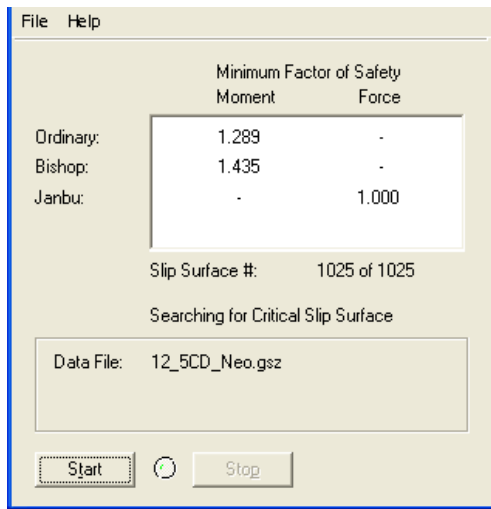 File Help
Minimum Factor of Safety
Moment Force
Ordinary: 1.289 -
Bishop: 1.435 -
Janbu: - 1.000
Slip Surface #: 1025 of 1025
Searching for Critical Slip Surface
Data File: 12_5CD_Neo.gsz
Start Stop